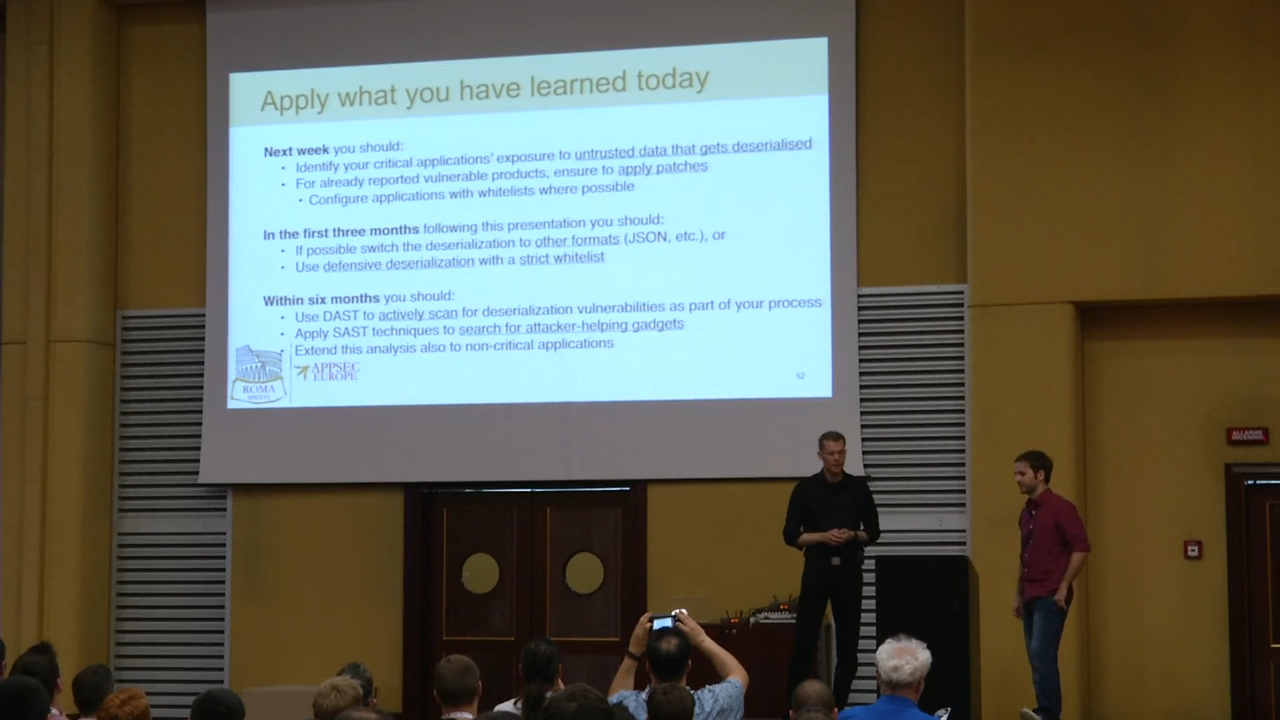 Apply what you have learned today
Next week you should:
• Identify your critical applications' exposure to untrusted data that gets deserialised
• For already reported vulnerable products, ensure to apply patches
• Configure applications with whitelists where possible
In the first three months following this presentation you should:
• If possible switch the deserialization to other formats (JSON, etc.), or
• Use defensive deserialization with a strict whitelist
Within six months you should:
• Use DAST to actively scan for deserialization vulnerabilities as part of your process
• Apply SAST techniques to search for attacker-helping gadgets
Extend this analysis also to non-critical applications
ROMA
APPSEC
EUROPE
52
ALLARME
INCENDIO